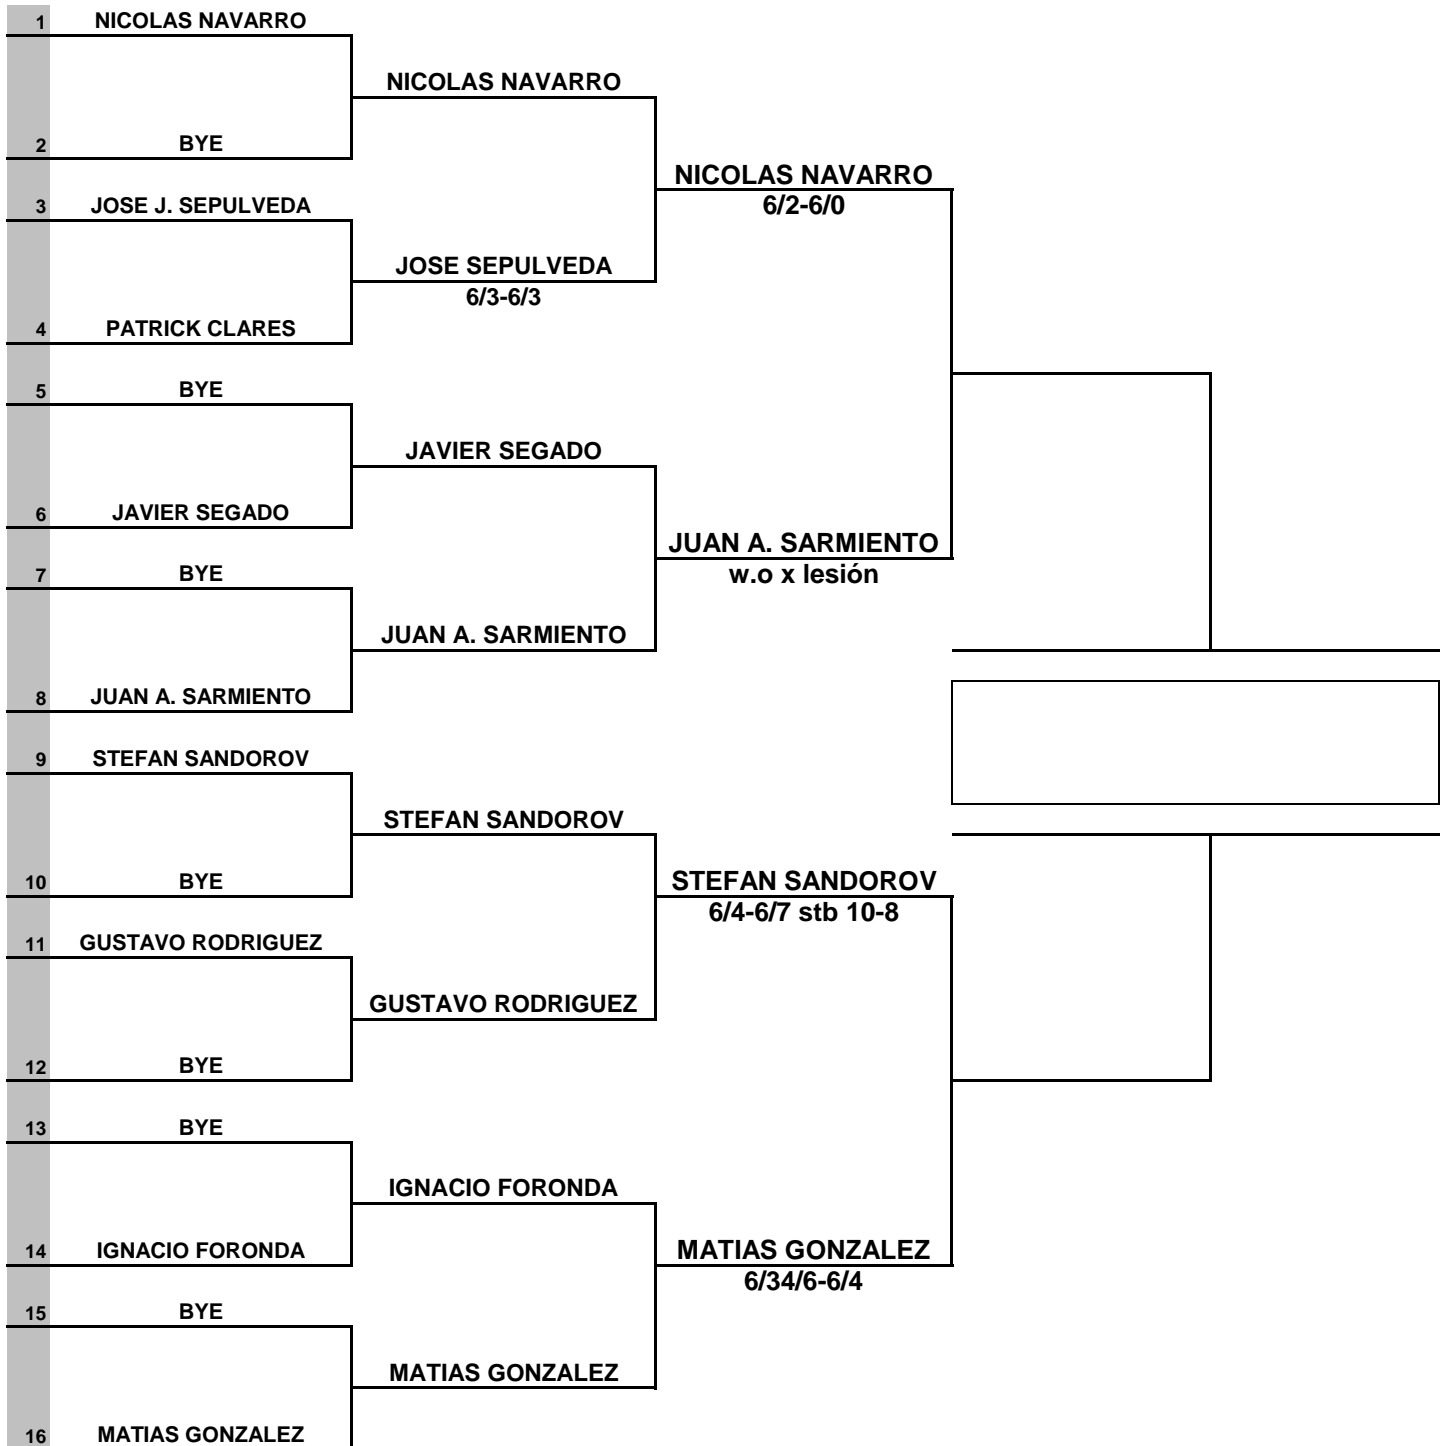 1 NICOLAS NAVARRO
NICOLAS NAVARRO
2 BYE
NICOLAS NAVARRO
6/2-6/0
3 JOSE J. SEPULVEDA
JOSE SEPULVEDA
6/3-6/3
4 PATRICK CLARES
5 BYE
JAVIER SEGADO
6 JAVIER SEGADO
JUAN A. SARMIENTO
w.o x lesión
7 BYE
JUAN A. SARMIENTO
8 JUAN A. SARMIENTO
9 STEFAN SANDOROV
STEFAN SANDOROV
10 BYE
STEFAN SANDOROV
6/4-6/7 stb 10-8
11 GUSTAVO RODRIGUEZ
GUSTAVO RODRIGUEZ
12 BYE
13 BYE
IGNACIO FORONDA
14 IGNACIO FORONDA
MATIAS GONZALEZ
6/34/6-6/4
15 BYE
MATIAS GONZALEZ
16 MATIAS GONZALEZ